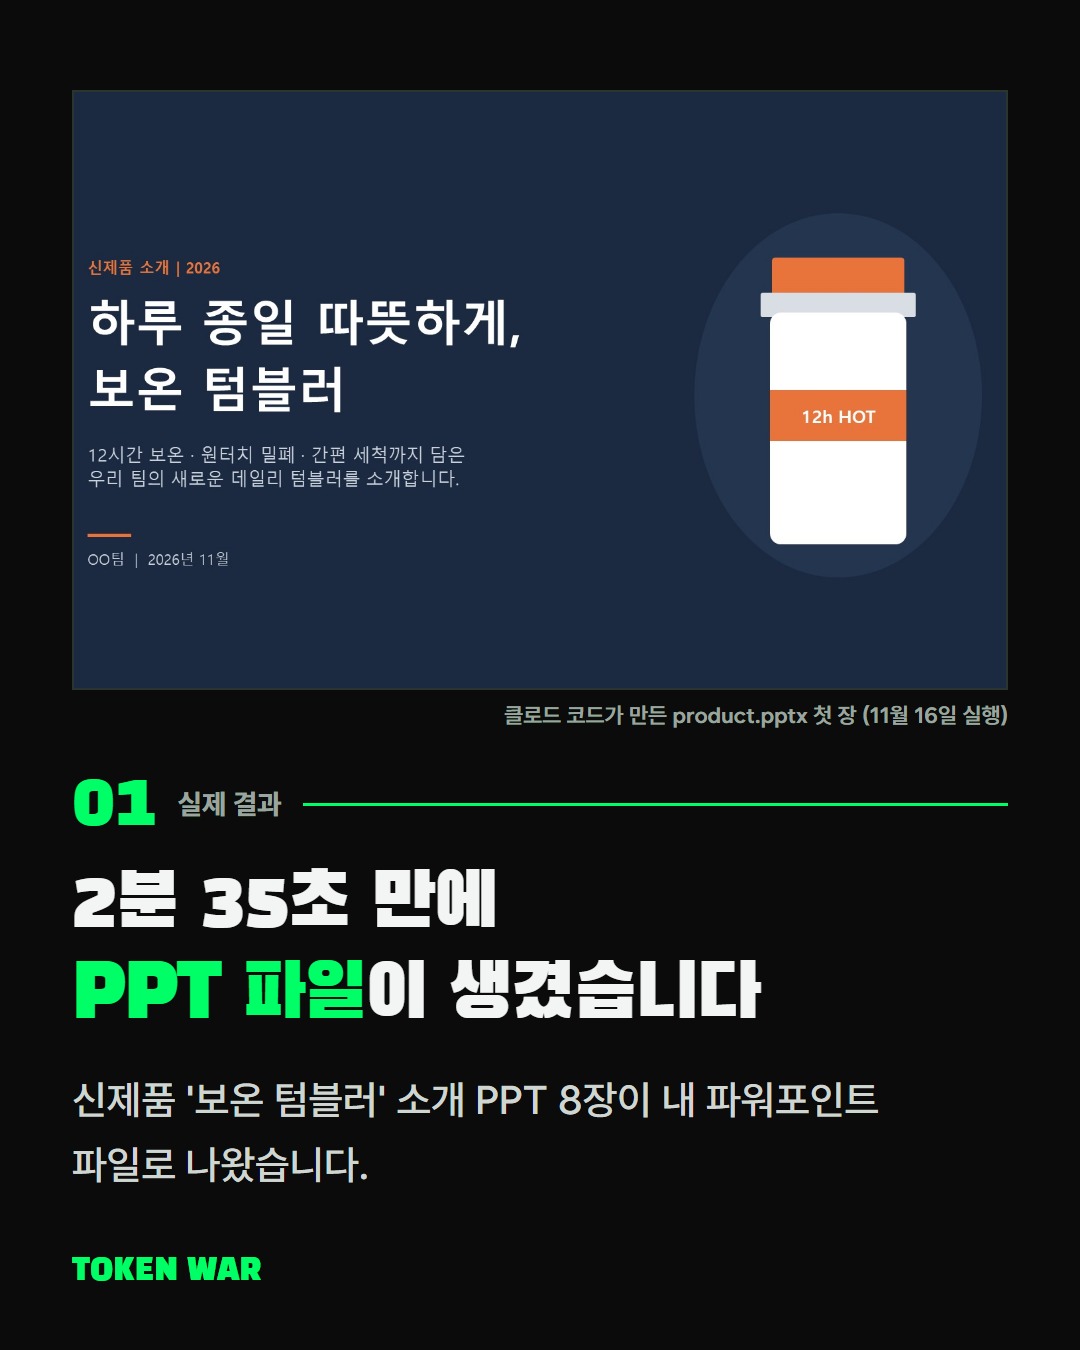 신제품 소개 | 2026
하루 종일 따뜻하게,
보온 텀블러
12시간 보온 · 원터치 밀폐 · 간편 세척까지 담은
우리 팀의 새로운 데일리 텀블러를 소개합니다.
OO팀 | 2026년 11월
12h HOT
클로드 코드가 만든 product.pptx 첫 장 (11월 16일 실행)
01 실제 결과
2분 35초 만에
PPT 파일이 생겼습니다
신제품 '보온 텀블러' 소개 PPT 8장이 내 파워포인트
파일로 나왔습니다.
TOKEN WAR